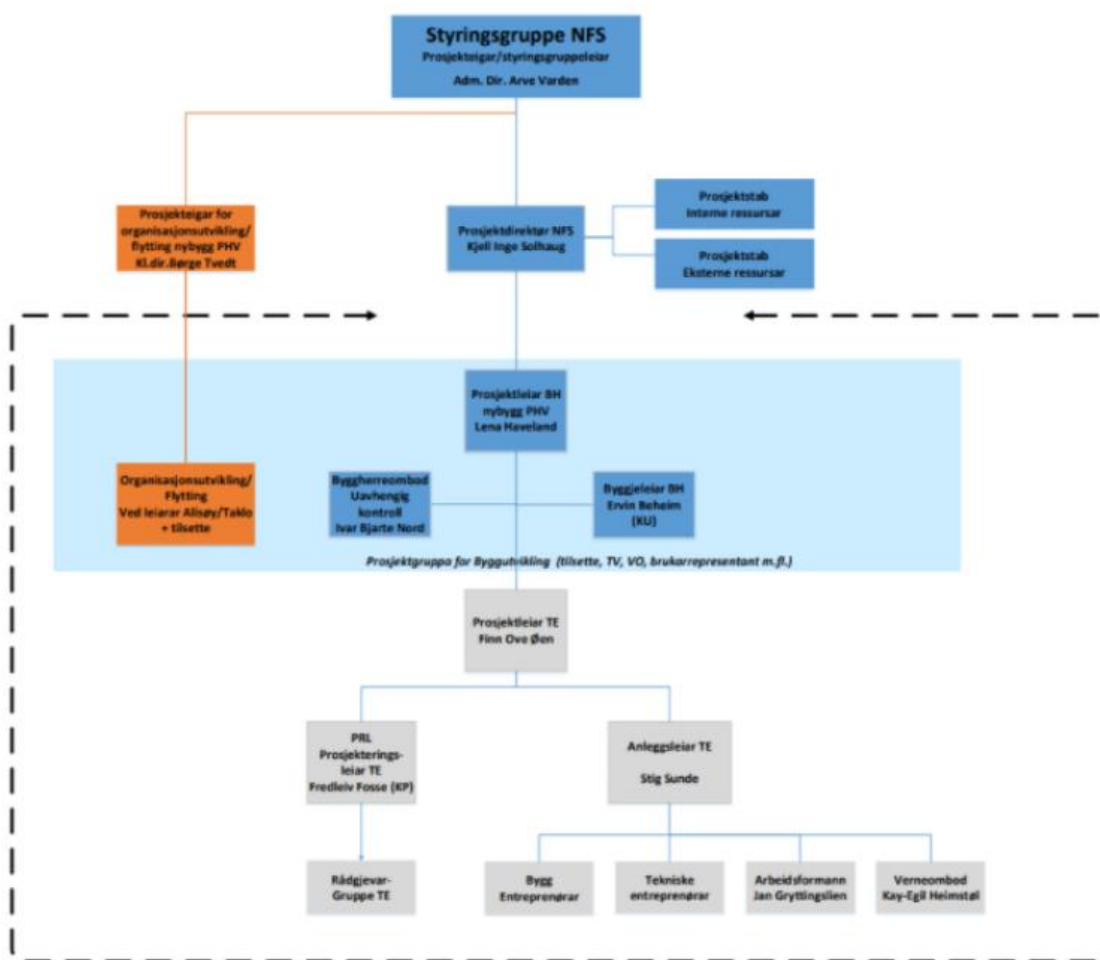 Styringsgruppe NFS
Prosjekteigar/styringsgruppeleiar
Adm. Dir. Arve Varden
Prosjekteigar for
organisasjonsutvikling/
flytting nybygg PHV
Kl.dir.Børge Tvedt
Prosjektdirektør NFS
Kjell Inge Solhaug
Prosjektstab
Interne ressursar
Prosjektstab
Eksterne ressursar
Prosjektleiar BH
nybygg PHV
Lena Haveland
Organisasjonsutvikling/
Flytting
Ved leiarar Alisøy/Taklo
+ tilsette
Byggherreombod
Uavhengig
kontroll
Ivar Bjarte Nord
Byggjeleiar BH
Ervin Beheim
(KU)
Prosjektgruppa for Byggutvikling (tilsette, TV, VO, brukarrepresentant m.fl.)
Prosjektleiar TE
Finn Ove Øen
PRL
Prosjekterings-
leiar TE
Fredleiv Fosse (KP)
Anleggsleiar TE
Stig Sunde
Rådgjevar-
Gruppe TE
Bygg
Entreprenørar
Tekniske
entreprenørar
Arbeidsformann
Jan Gryttingslien
Verneombod
Kay-Egil Heimstøl